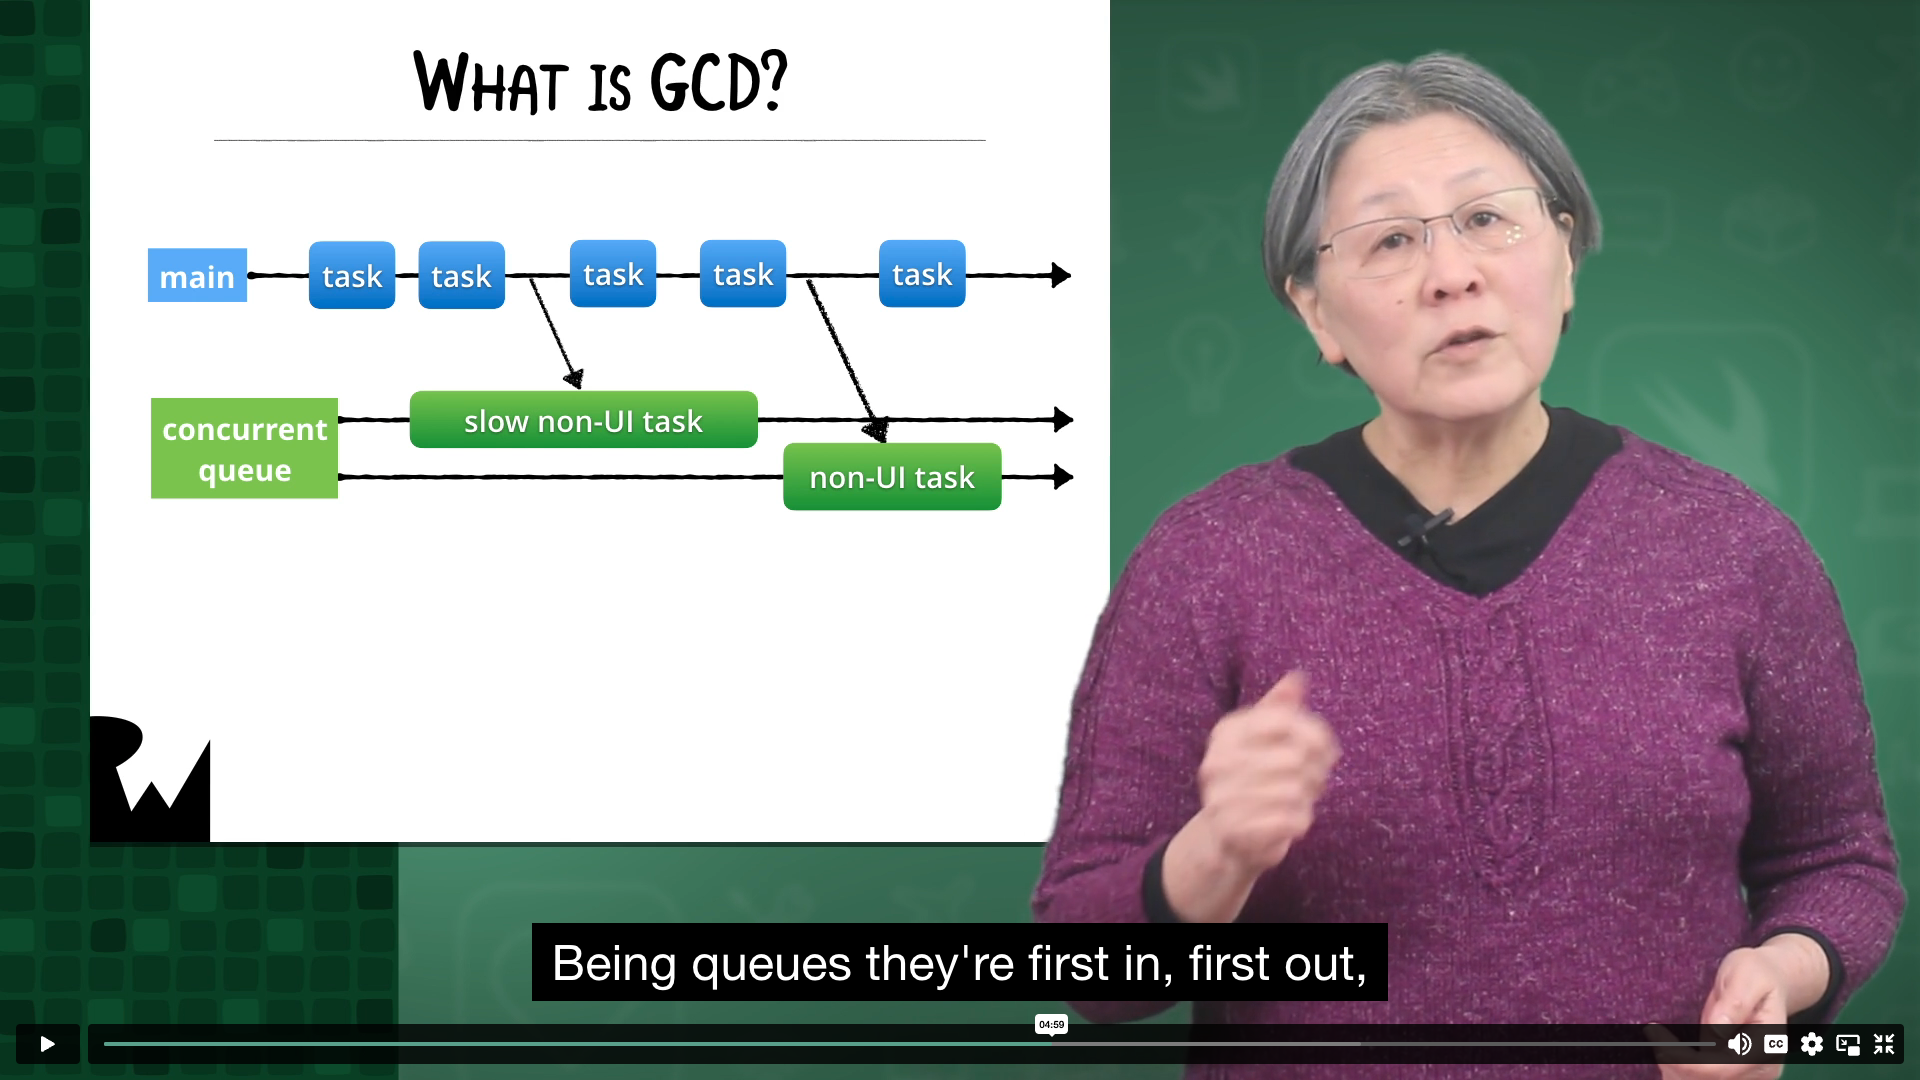 WHAT IS GCD?
main
task
task
task
task
task
concurrent
queue
slow non-UI task
non-UI task
RW
Being queues they're first in, first out,
04:59
CC